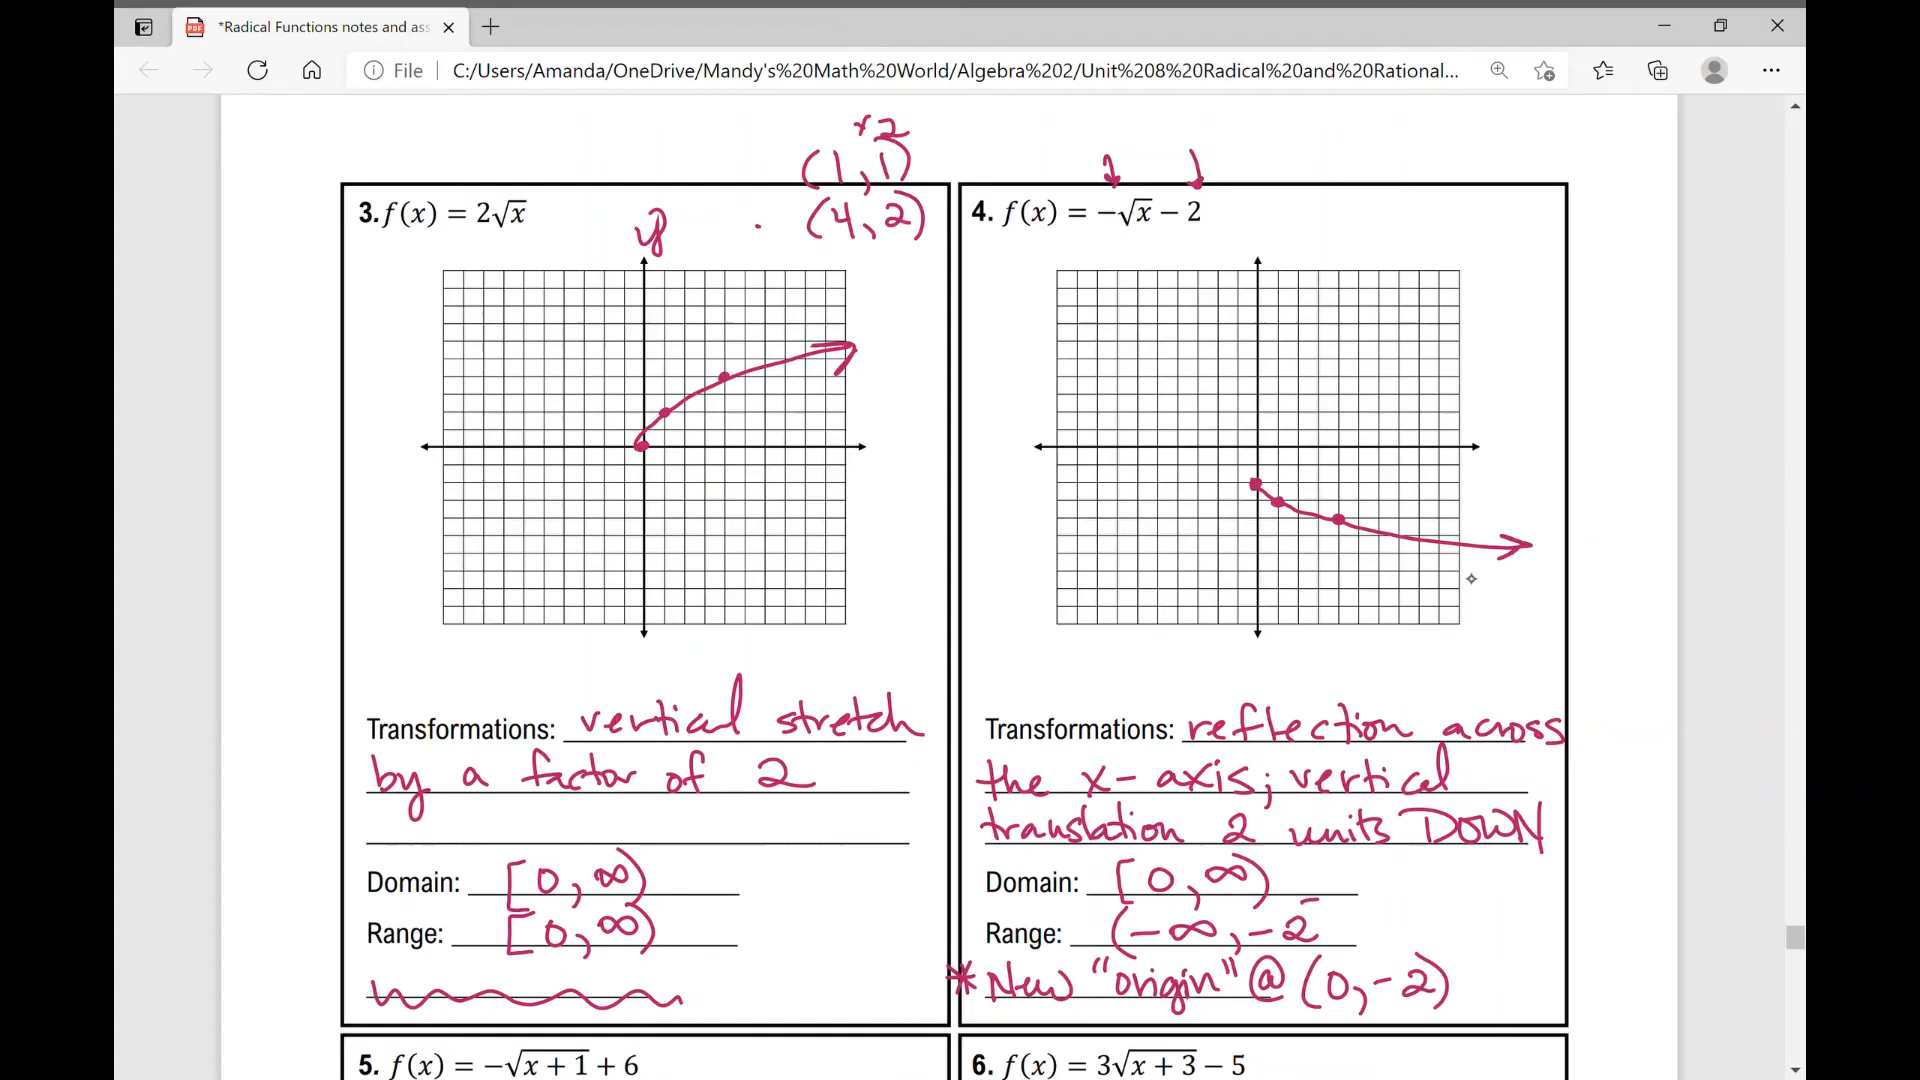 *Radical Functions notes and ass
File C:/Users/Amanda/OneDrive/Mandy's%20Math%20World/Algebra%202/Unit%208%20Radical%20and%20Rational...
×2
(1,1)
(4,2)
3. f(x) = 2√x
y
Transformations: vertical stretch
by a factor of 2
Domain: [0,∞)
Range: [0,∞)
4. f(x) = −√x − 2
Transformations: reflection across
the x-axis; vertical
translation 2 units DOWN
Domain: [0,∞)
Range: (-∞,-2
* New "origin" @ (0,-2)
5. f(x) = −√(x + 1) + 6
6. f(x) = 3√(x + 3) − 5